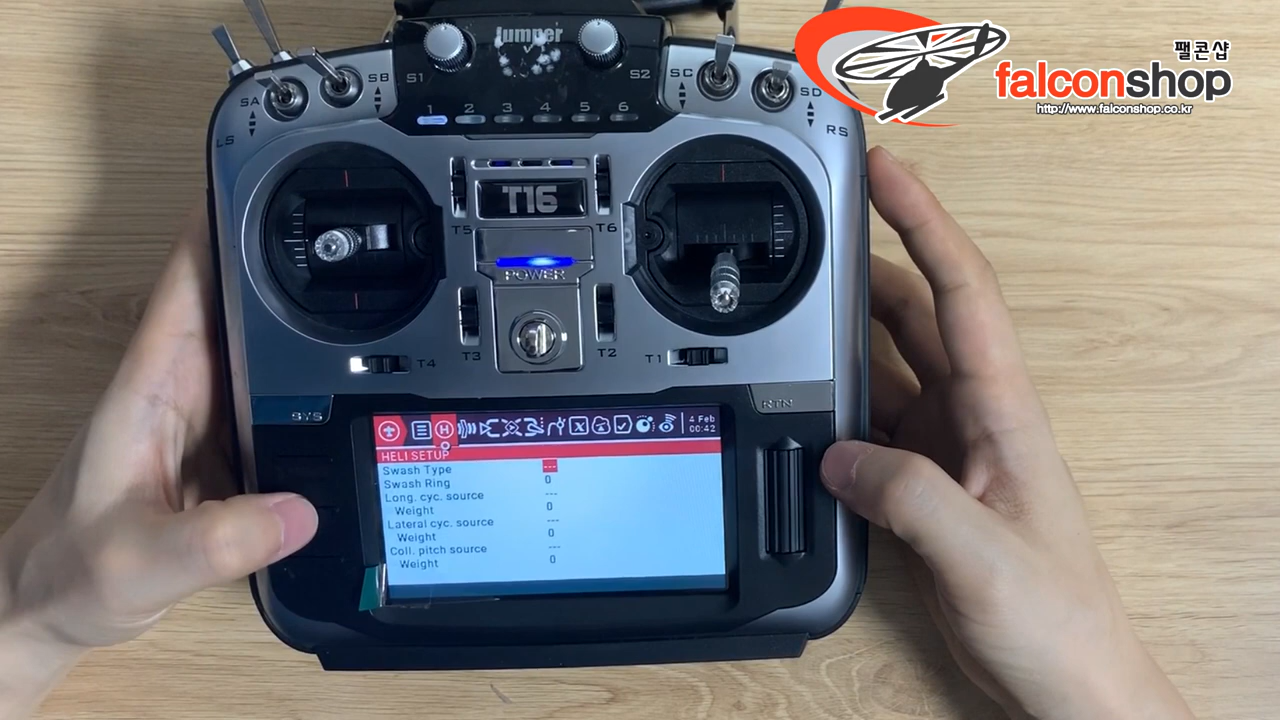 Jumper
팰콘샵
falconshop
http://www.falconshop.co.kr
SB
S1
S2
SC
SA
SD
LS
RS
1 2 3 4 5 6
T16
T5
T6
POWER
T4
T3
T2
T1
SYS
RTN
4 Feb
00:42
H
X
HELI SETUP
Swash Type ---
Swash Ring 0
Long. cyc. source ---
Weight 0
Lateral cyc. source ---
Weight 0
Coll. pitch source ---
Weight 0